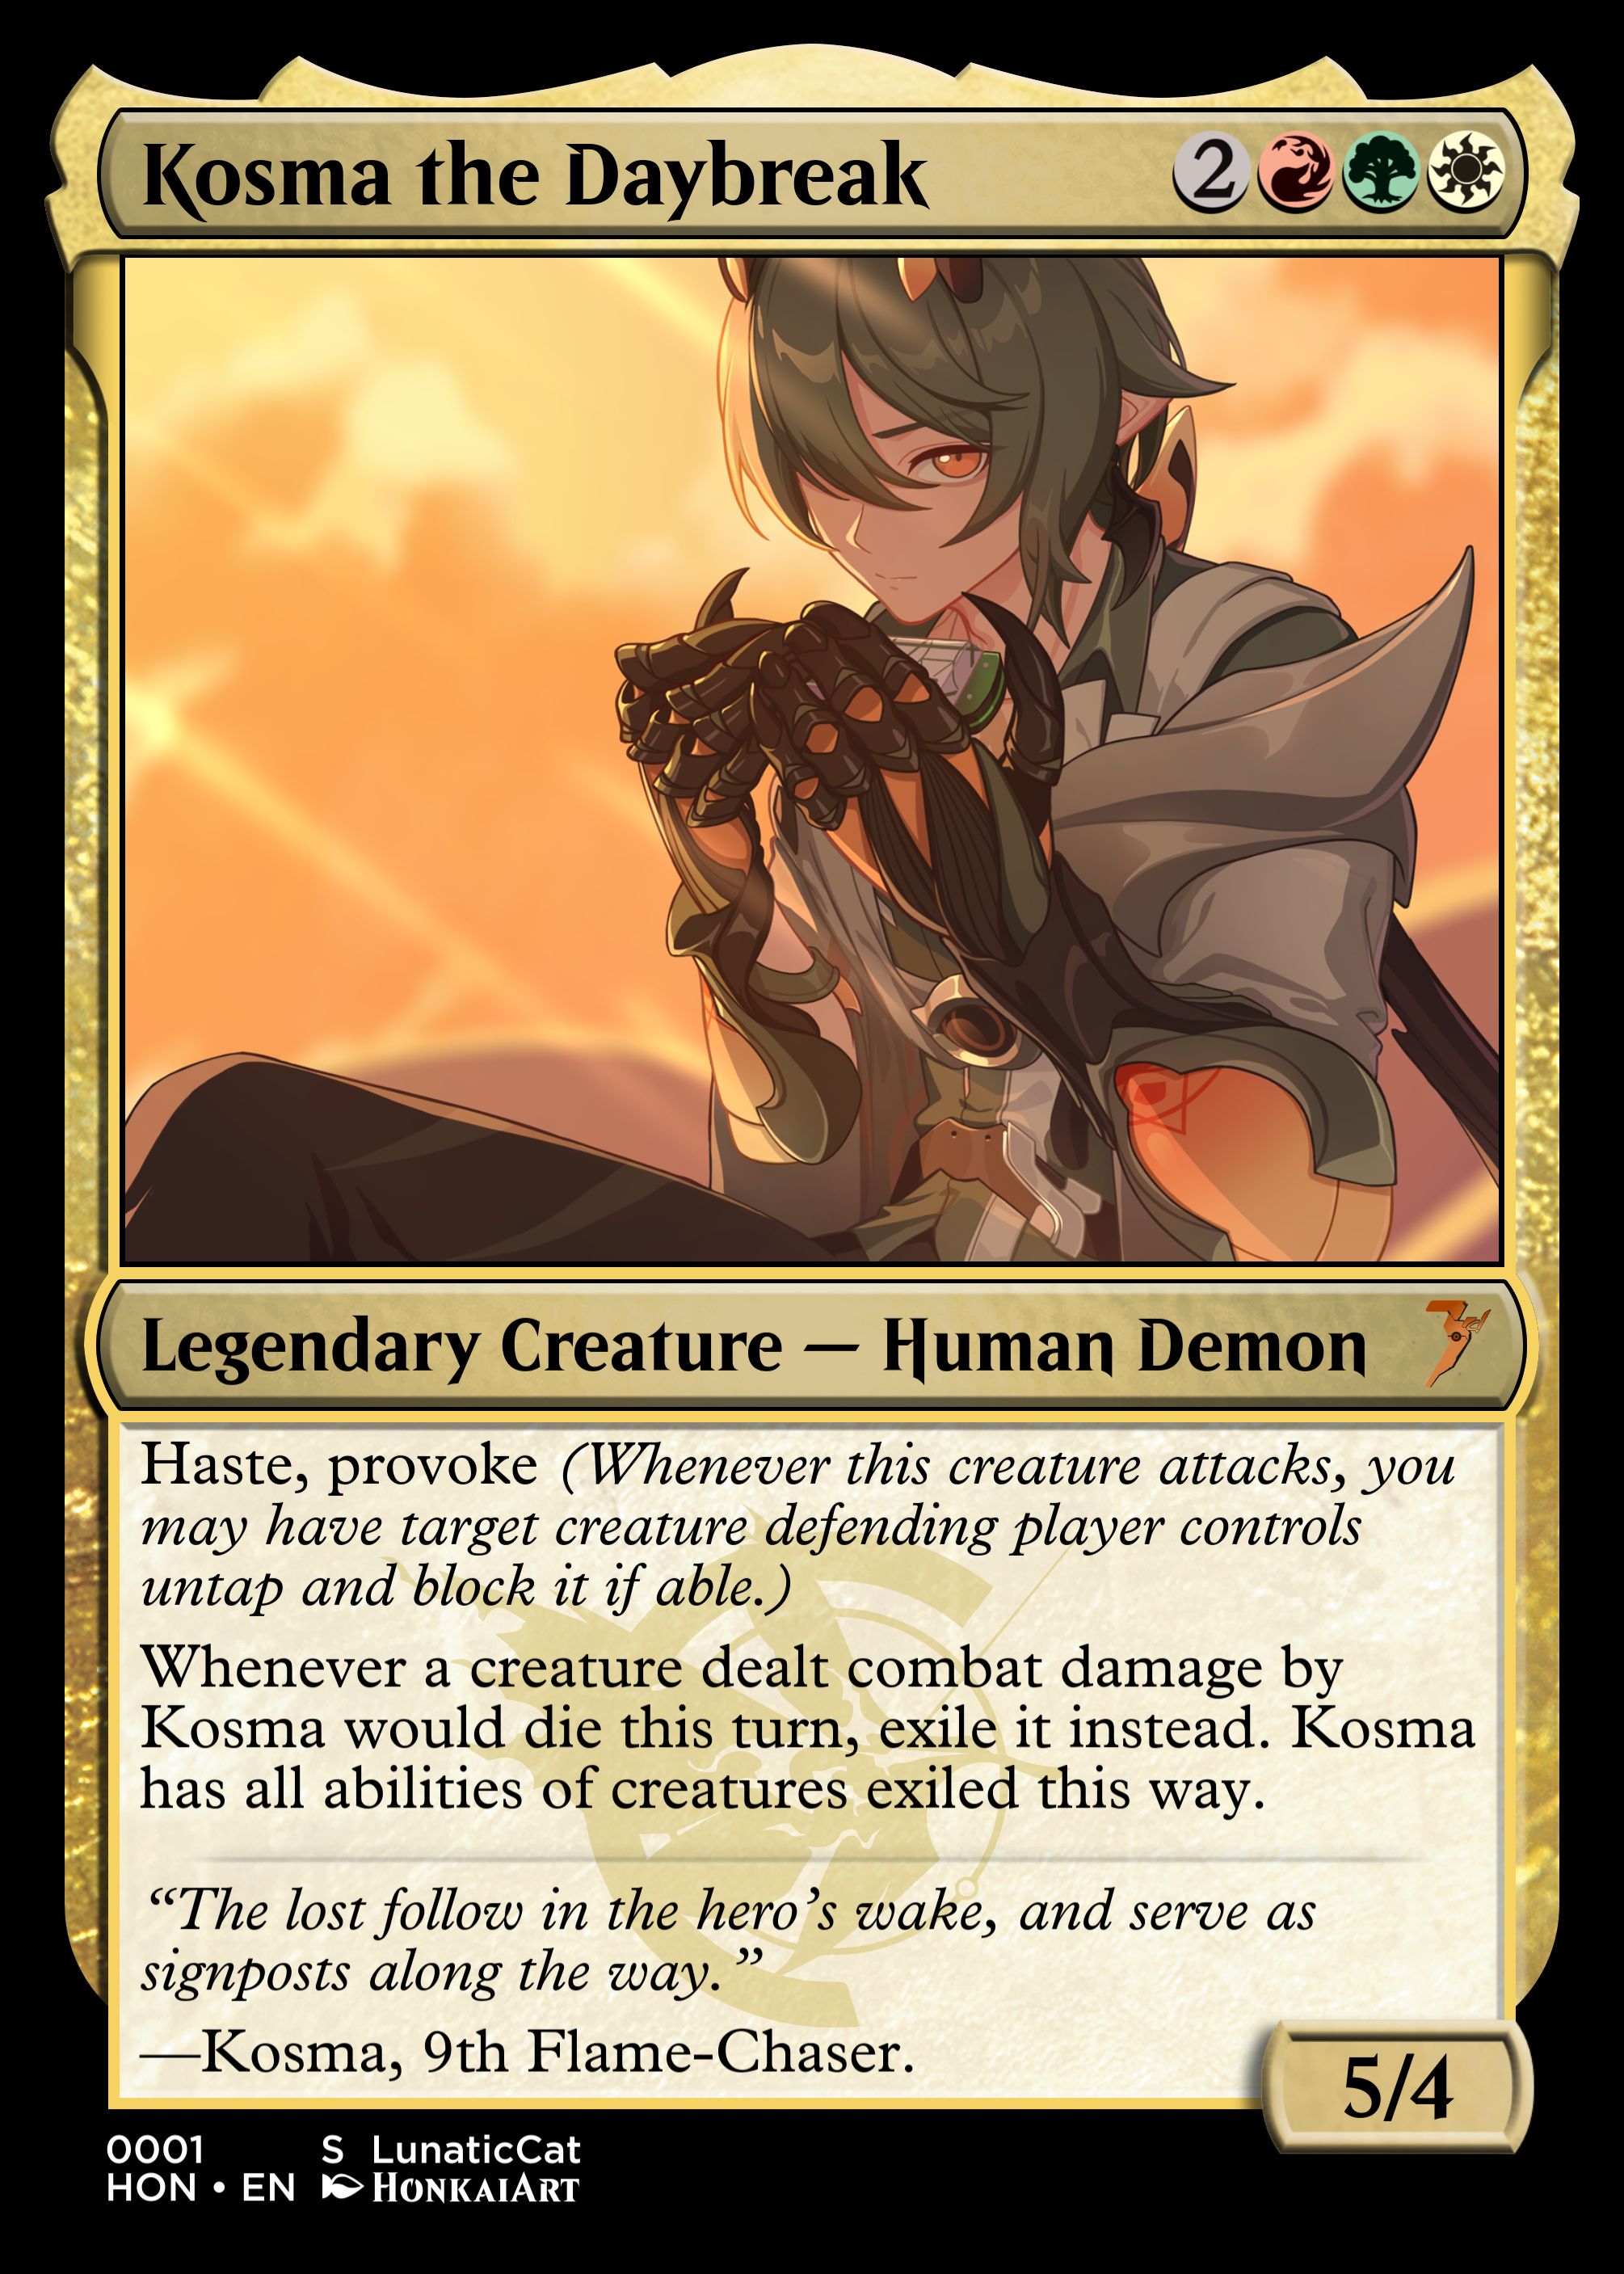 Kosma the Daybreak 2
Legendary Creature — Human Demon
Haste, provoke (Whenever this creature attacks, you
may have target creature defending player controls
untap and block it if able.)
Whenever a creature dealt combat damage by
Kosma would die this turn, exile it instead. Kosma
has all abilities of creatures exiled this way.
“The lost follow in the hero’s wake, and serve as
signposts along the way.”
—Kosma, 9th Flame-Chaser.
5/4
0001 S LunaticCat
HON • EN HonkaiArt